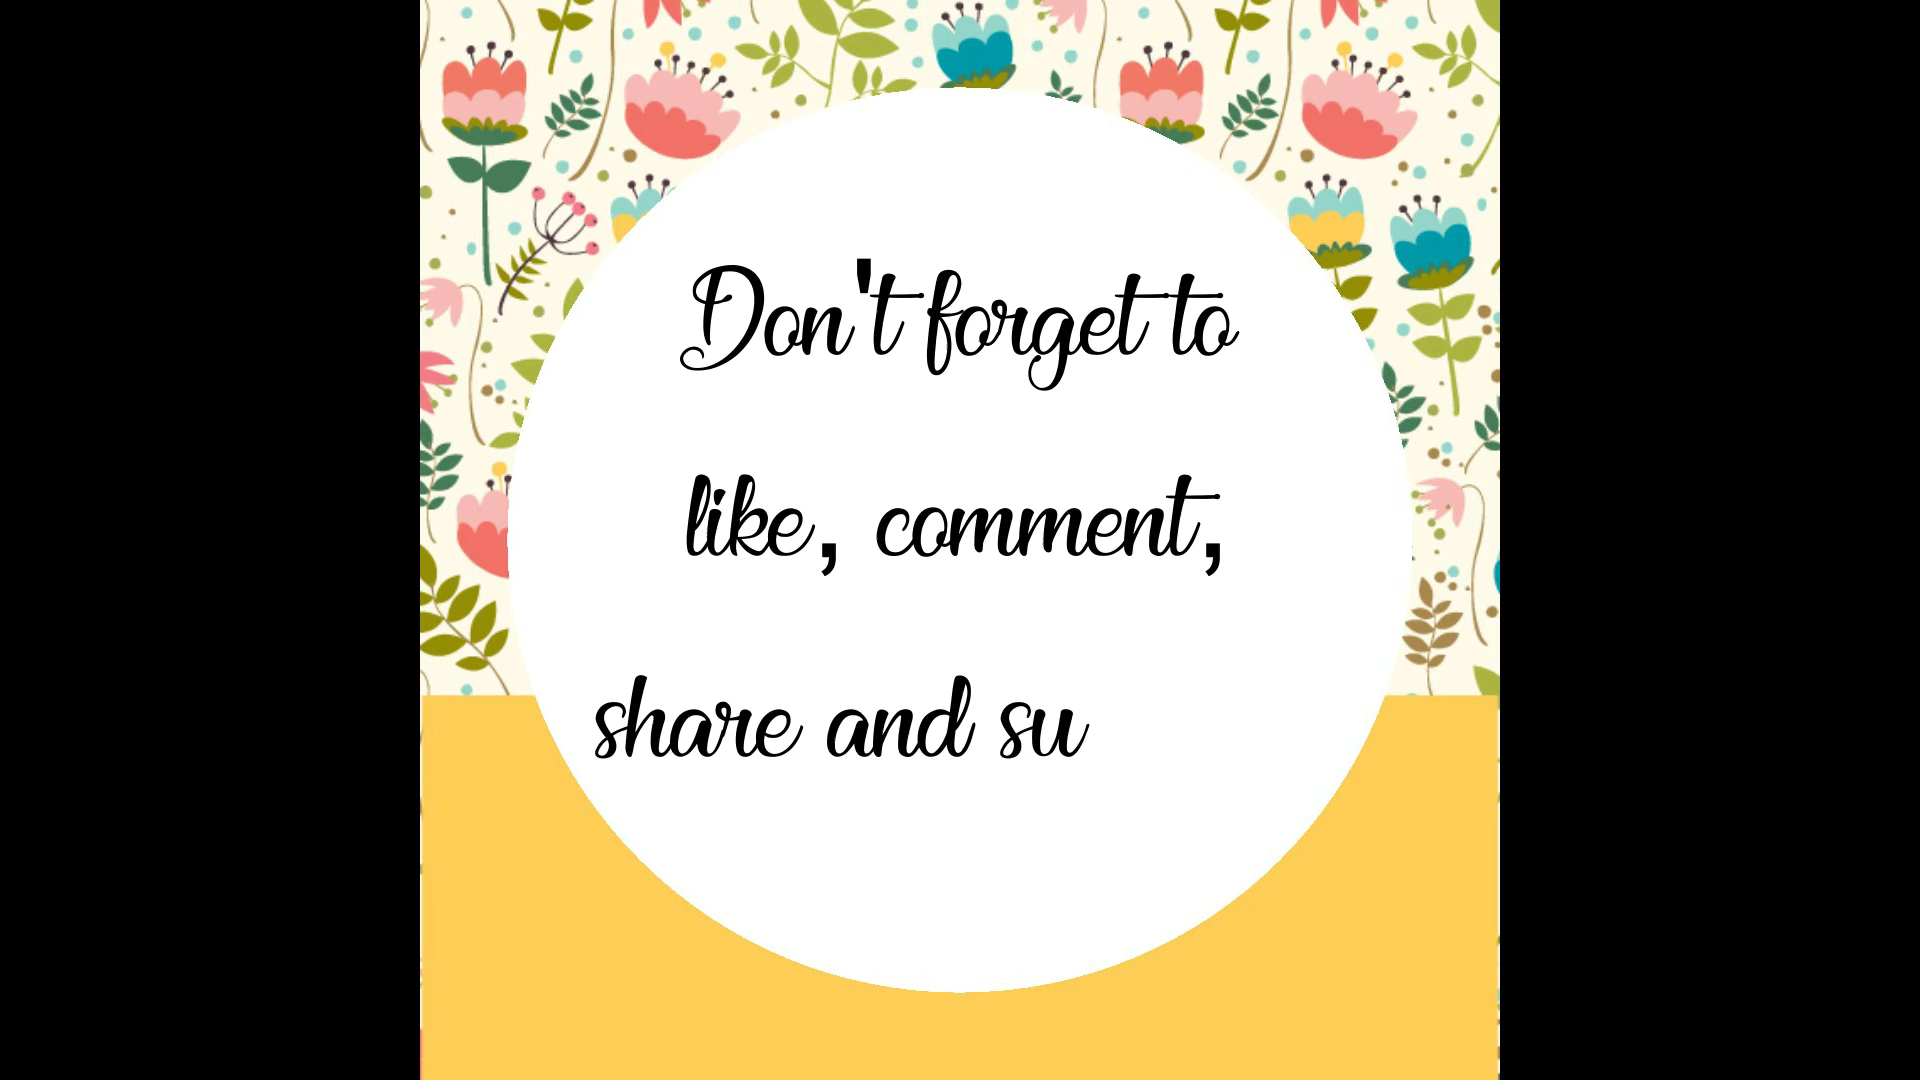 Don't forget to
like, comment,
share and su